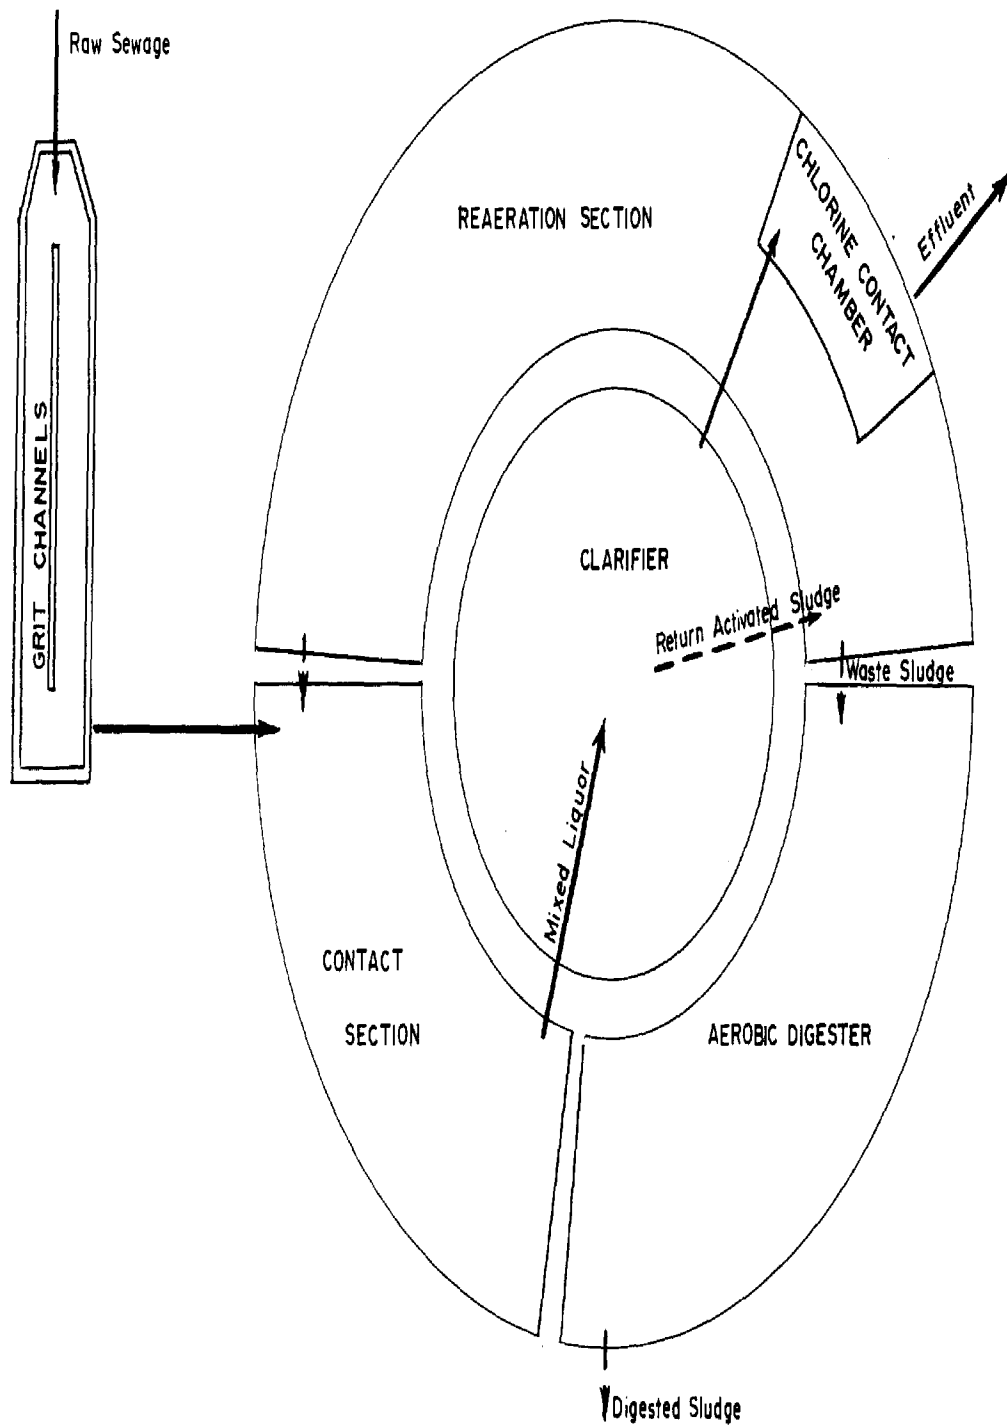 Raw Sewage
GRIT CHANNELS
REAERATION SECTION
CHLORINE CONTACT
CHAMBER
Effluent
CLARIFIER
Return Activated Sludge
Waste Sludge
Mixed Liquor
CONTACT
SECTION
AEROBIC DIGESTER
Digested Sludge